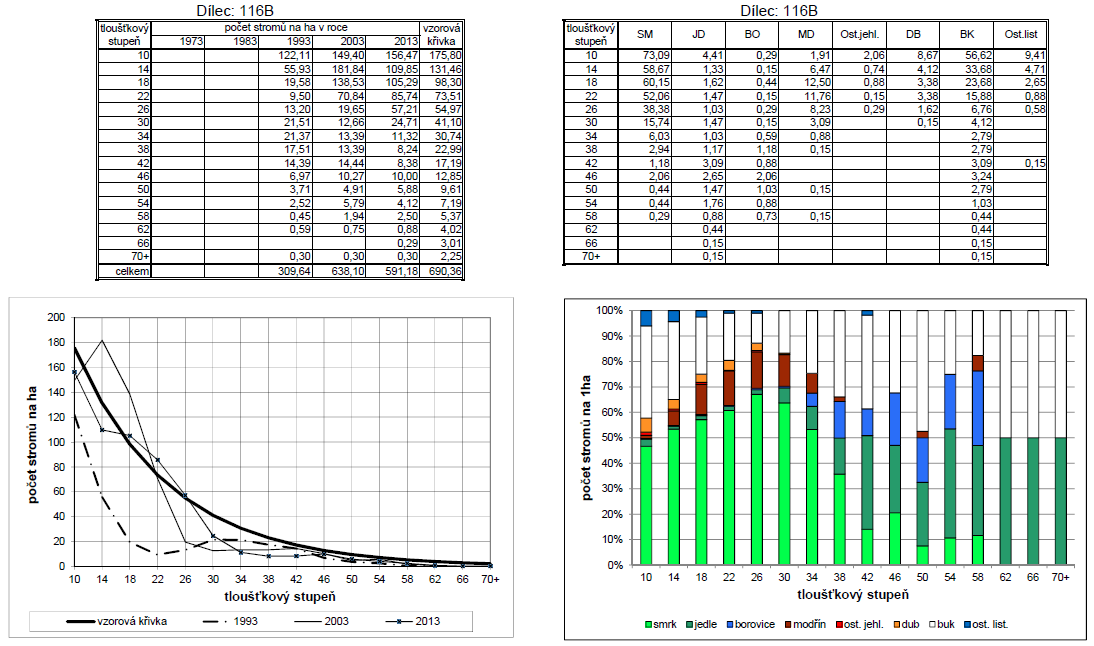 Dílec: 116B
tloušťkový stupeň počet stromů na ha v roce vzorová křivka
1973 1983 1993 2003 2013
10 122,11 149,40 156,47 175,80
14 55,93 181,84 109,85 131,46
18 19,58 138,53 105,29 98,30
22 9,50 70,84 85,74 73,51
26 13,20 19,65 57,21 54,97
30 21,51 12,66 24,71 41,10
34 21,37 13,39 11,32 30,74
38 17,51 13,39 8,24 22,99
42 14,39 14,44 8,38 17,19
46 6,97 10,27 10,00 12,85
50 3,71 4,91 5,88 9,61
54 2,52 5,79 4,12 7,19
58 0,45 1,94 2,50 5,37
62 0,59 0,75 0,88 4,02
66 0,29 3,01
70+ 0,30 0,30 0,30 2,25
celkem 309,64 638,10 591,18 690,36
Dílec: 116B
tloušťkový stupeň SM JD BO MD Ost.jehl. DB BK Ost.list
10 73,09 4,41 0,29 1,91 2,06 8,67 56,62 9,41
14 58,67 1,33 0,15 6,47 0,74 4,12 33,68 4,71
18 60,15 1,62 0,44 12,50 0,88 3,38 23,68 2,65
22 52,06 1,47 0,15 11,76 0,15 3,38 15,88 0,88
26 38,38 1,03 0,29 8,23 0,29 1,62 6,76 0,58
30 15,74 1,47 0,15 3,09 0,15 4,12
34 6,03 1,03 0,59 0,88 2,79
38 2,94 1,17 1,18 0,15 2,79
42 1,18 3,09 0,88 3,09 0,15
46 2,06 2,65 2,06 3,24
50 0,44 1,47 1,03 0,15 2,79
54 0,44 1,76 0,88 1,03
58 0,29 0,88 0,73 0,15 0,44
62 0,44 0,44
66 0,15 0,15
70+ 0,15 0,15
počet stromů na ha
200
180
160
140
120
100
80
60
40
20
0
10 14 18 22 26 30 34 38 42 46 50 54 58 62 66 70+
tloušťkový stupeň
vzorová křivka 1993 2003 2013
počet stromů na 1ha
100%
90%
80%
70%
60%
50%
40%
30%
20%
10%
0%
10 14 18 22 26 30 34 38 42 46 50 54 58 62 66 70+
tloušťkový stupeň
smrk jedle borovice modřín ost. jehl. dub buk ost. list.